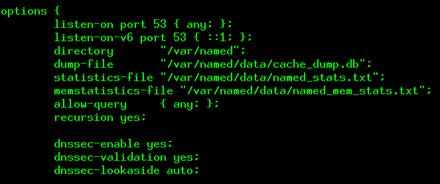 options {
listen-on port 53 { any; };
listen-on-v6 port 53 { ::1; };
directory "/var/named";
dump-file "/var/named/data/cache_dump.db";
statistics-file "/var/named/data/named_stats.txt";
memstatistics-file "/var/named/data/named_mem_stats.txt";
allow-query { any; };
recursion yes;
dnssec-enable yes;
dnssec-validation yes;
dnssec-lookaside auto;